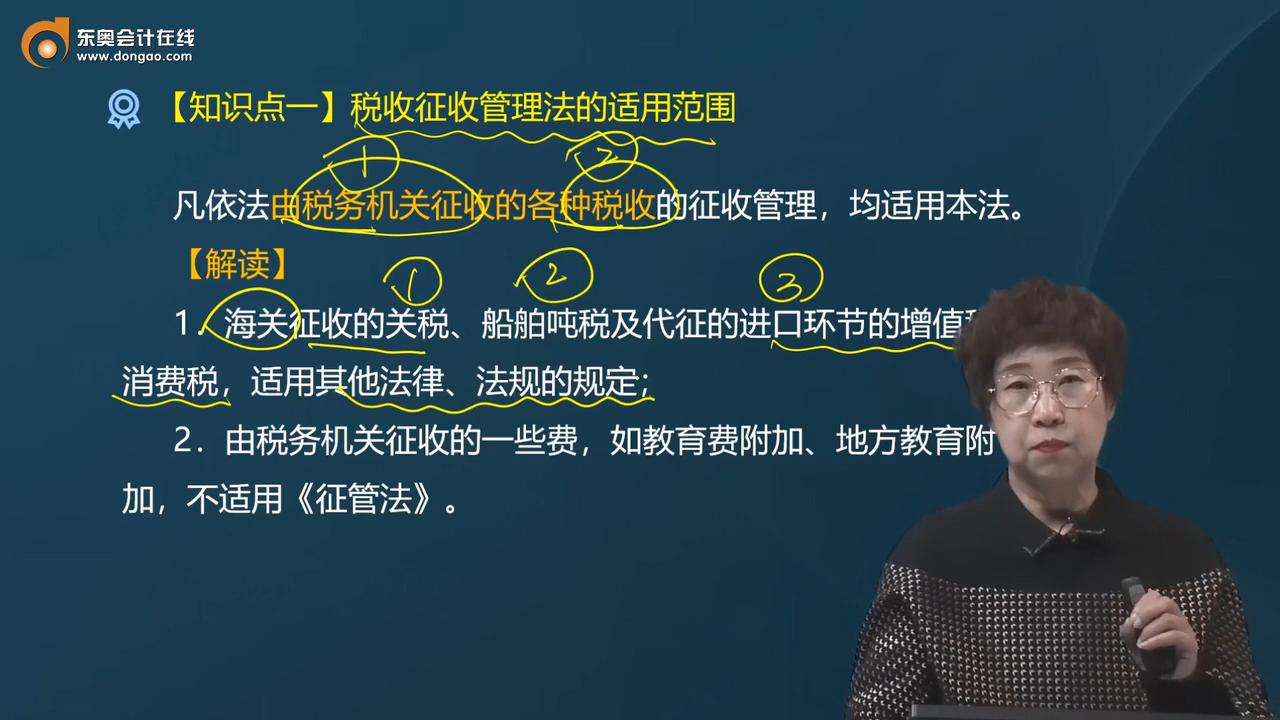 东奥会计在线
www.dongao.com
【知识点一】税收征收管理法的适用范围
① ②
凡依法由税务机关征收的各种税收的征收管理，均适用本法。
【解读】
① ② ③
1．海关征收的关税、船舶吨税及代征的进口环节的增值
消费税，适用其他法律、法规的规定；
2．由税务机关征收的一些费，如教育费附加、地方教育附
加，不适用《征管法》。